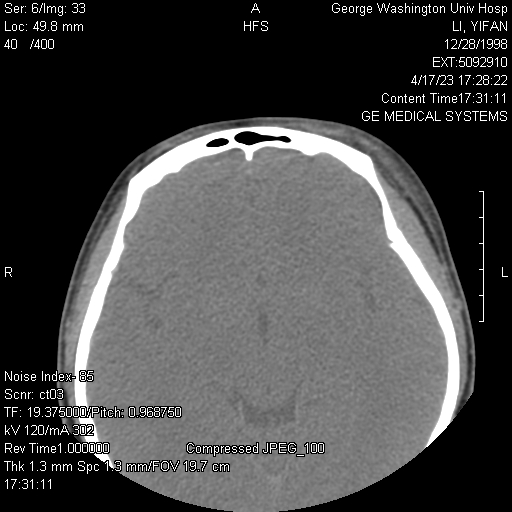 Ser: 6/Img: 33
Loc: 49.8 mm
40 /400
A
HFS
George Washington Univ Hosp
LI, YIFAN
12/28/1998
EXT:5092910
4/17/23 17:28:22
Content Time17:31:11
GE MEDICAL SYSTEMS
R
L
Noise Index- 85
Scnr: ct03
TF: 19.375000/Pitch: 0.968750
kV 120/mA 302
Rev Time1.000000
Compressed JPEG_100
Thk 1.3 mm Spc 1.3 mm/FOV 19.7 cm
17:31:11